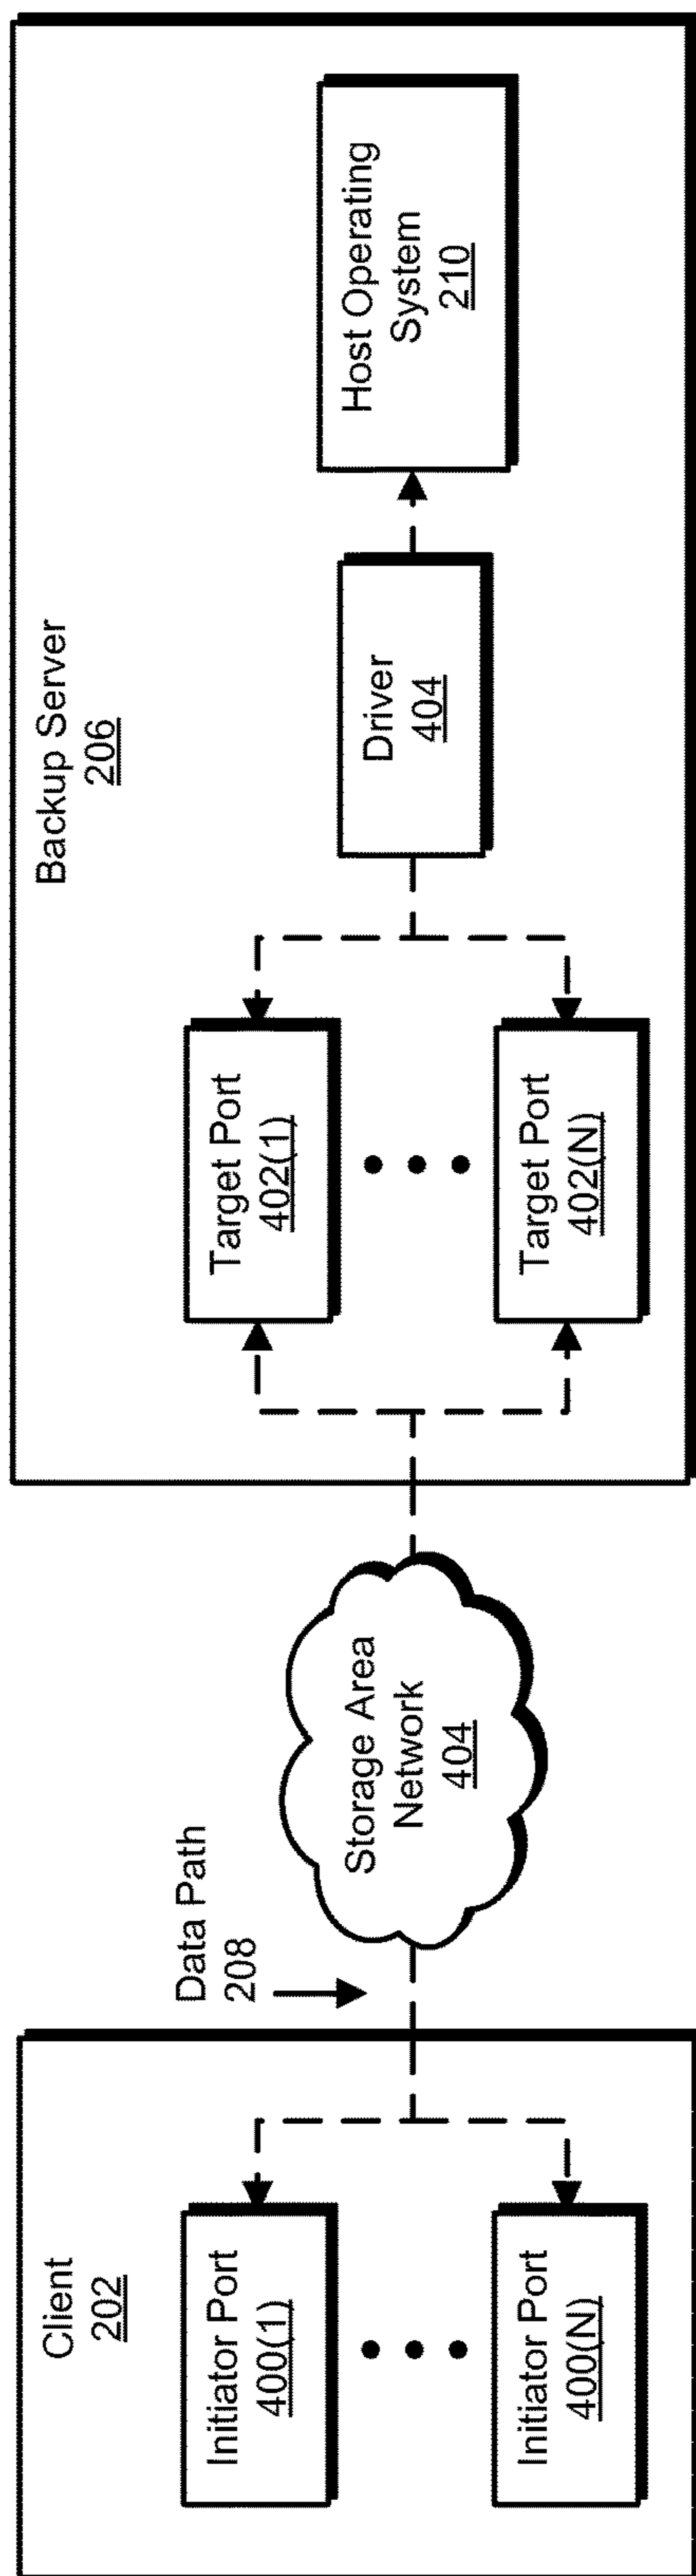 Client
202
Initiator Port
400(1)
Initiator Port
400(N)
Data Path
208
Storage Area
Network
404
Backup Server
206
Target Port
402(1)
Target Port
402(N)
Driver
404
Host Operating
System
210